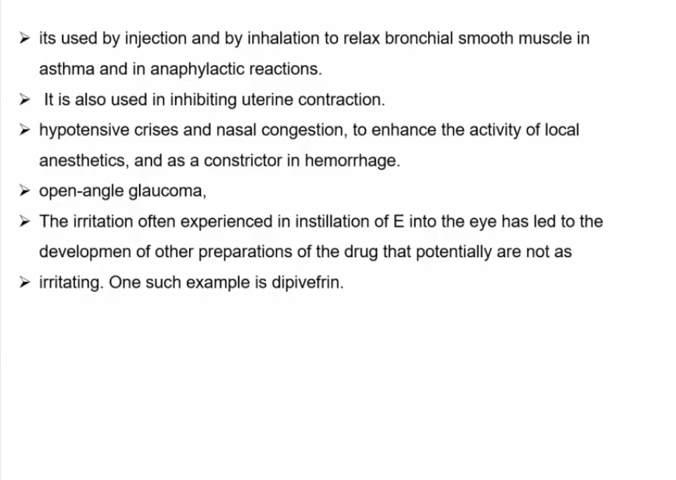 ➢ its used by injection and by inhalation to relax bronchial smooth muscle in
asthma and in anaphylactic reactions.
➢ It is also used in inhibiting uterine contraction.
➢ hypotensive crises and nasal congestion, to enhance the activity of local
anesthetics, and as a constrictor in hemorrhage.
➢ open-angle glaucoma,
➢ The irritation often experienced in instillation of E into the eye has led to the
developmen of other preparations of the drug that potentially are not as
➢ irritating. One such example is dipivefrin.